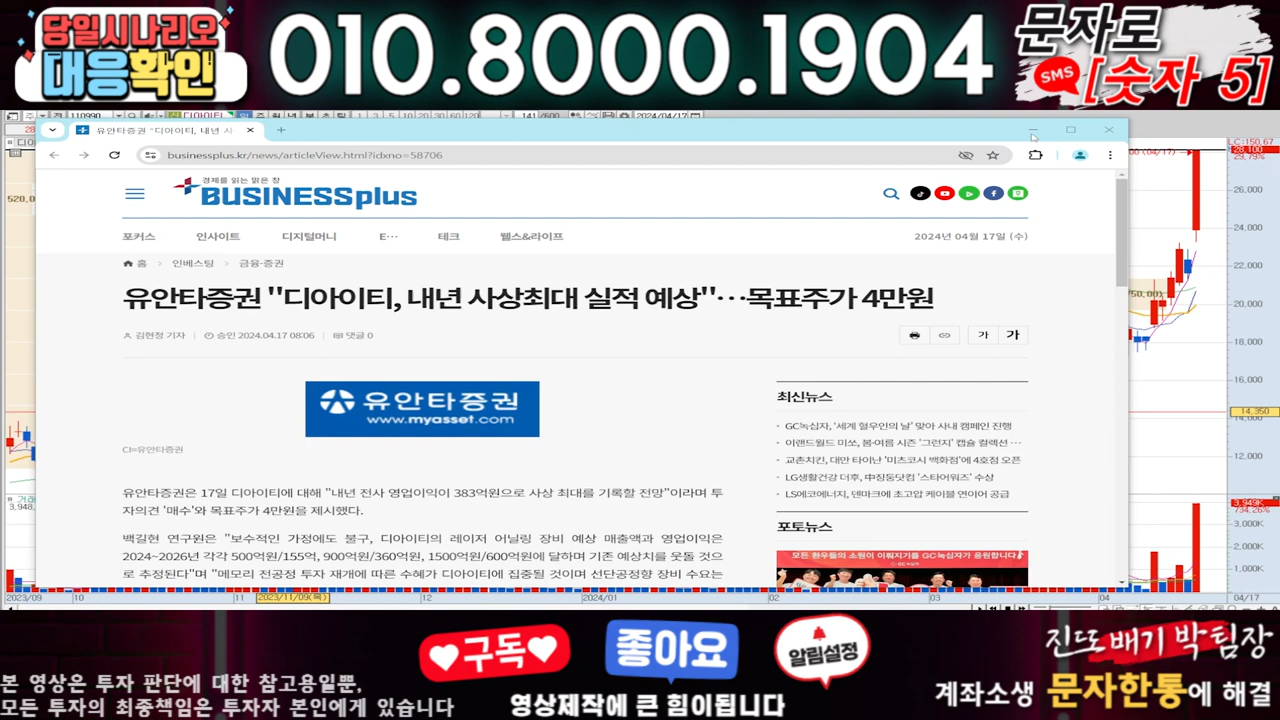 당일시나리오
대응확인
010.8000.1904
문자로
SMS
[숫자 5]
유안타증권 "디아이티, 내년 사
businessplus.kr/news/articleView.html?idxno=58706
경제를 읽는 맑은 창
BUSINESSplus
포커스 인사이트 디지털머니 E… 테크 웰스&라이프
2024년 04월 17일 (수)
홈 > 인베스팅 > 금융·증권
유안타증권 "디아이티, 내년 사상최대 실적 예상"…목표주가 4만원
김현정 기자 | 승인 2024.04.17 08:06 | 댓글 0
가 가
유안타증권
www.myasset.com
CI=유안타증권
유안타증권은 17일 디아이티에 대해 "내년 전사 영업이익이 383억원으로 사상 최대를 기록할 전망"이라며 투
자의견 '매수'와 목표주가 4만원을 제시했다.
백길현 연구원은 "보수적인 가정에도 불구, 디아이티의 레이저 어닐링 장비 예상 매출액과 영업이익은
2024~2026년 각각 500억원/155억, 900억원/360억원, 1500억원/600억원에 달하며 기존 예상치를 웃돌 것으
로 추정된다"며 "메모리 전공정 투자 재개에 따른 수혜가 디아이티에 집중될 것이며 선단공정향 장비 수요는
최신뉴스
GC녹십자, '세계 혈우인의 날' 맞아 사내 캠페인 진행
이랜드월드 미쏘, 봄·여름 시즌 '그런지' 캡슐 컬렉션 …
교촌치킨, 대만 타이난 '미츠코시 백화점'에 4호점 오픈
LG생활건강 더후, 中징둥닷컴 '스타어워즈' 수상
LS에코에너지, 덴마크에 초고압 케이블 연이어 공급
포토뉴스
모든 환우들의 소원이 이뤄지기를 GC녹십자가 응원합니다!
LC:150.67
28,100
29.79%
26,000
24,000
22,000
20,000
18,000
16,000
14,350
14,000
12,000
3,949K
734.26%
3,000K
2,000K
1,000K
2023/09 10 11 2023/11/09(목) 12 2024/01 02 03 04 04/17
본 영상은 투자 판단에 대한 참고용일뿐,
모든 투자의 최종책임은 투자자 본인에게 있습니다
구독
좋아요
알림설정
영상제작에 큰 힘이됩니다
진또배기 박팀장
계좌소생 문자한통에 해결